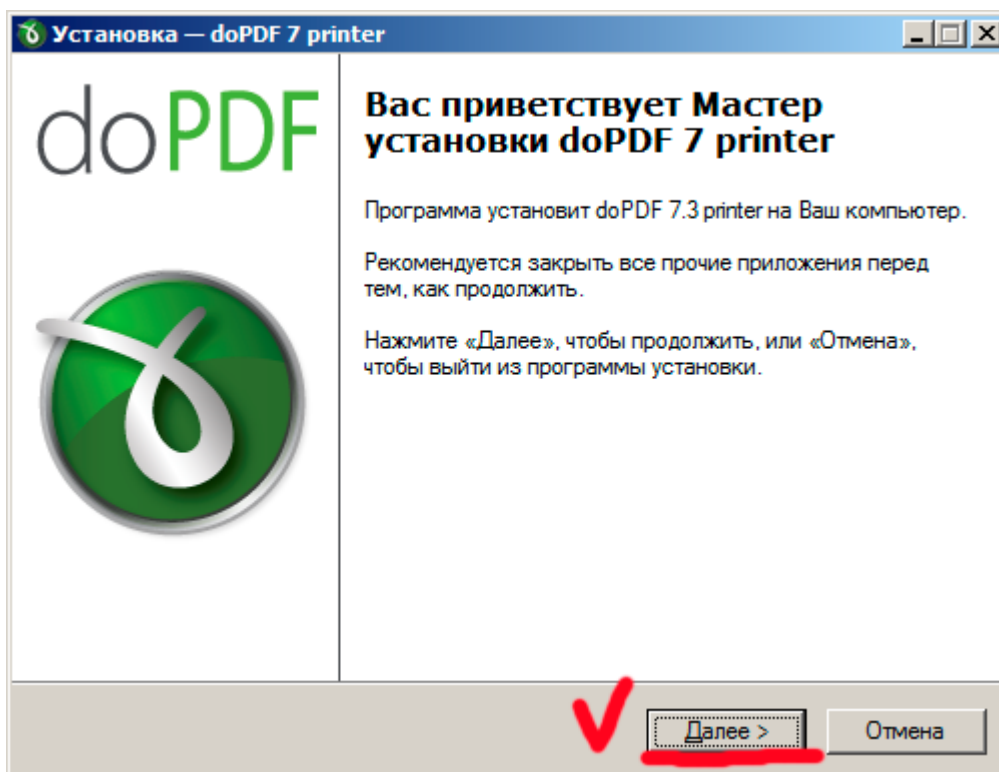 Установка — doPDF 7 printer
doPDF
Вас приветствует Мастер
установки doPDF 7 printer
Программа установит doPDF 7.3 printer на Ваш компьютер.
Рекомендуется закрыть все прочие приложения перед
тем, как продолжить.
Нажмите «Далее», чтобы продолжить, или «Отмена»,
чтобы выйти из программы установки.
Далее >
Отмена